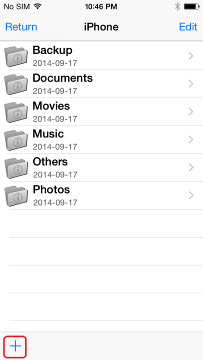 No SIM 10:46 PM
Return iPhone Edit
Backup
2014-09-17
Documents
2014-09-17
Movies
2014-09-17
Music
2014-09-17
Others
2014-09-17
Photos
2014-09-17